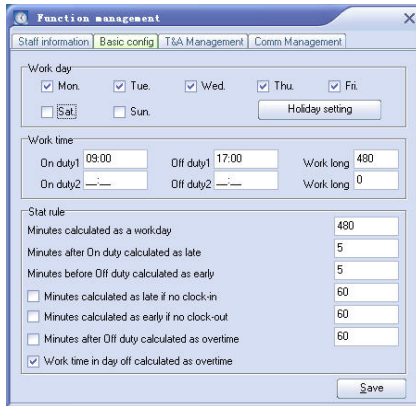 Function management
Staff information Basic config T&A Management Comm Management
Work day
Mon. Tue. Wed. Thu. Fri.
Sat. Sun. Holiday setting
Work time
On duty1 09:00 Off duty1 17:00 Work long 480
On duty2 __:__ Off duty2 __:__ Work long 0
Stat rule
Minutes calculated as a workday 480
Minutes after On duty calculated as late 5
Minutes before Off duty calculated as early 5
Minutes calculated as late if no clock-in 60
Minutes calculated as early if no clock-out 60
Minutes after Off duty calculated as overtime 60
Work time in day off calculated as overtime
Save